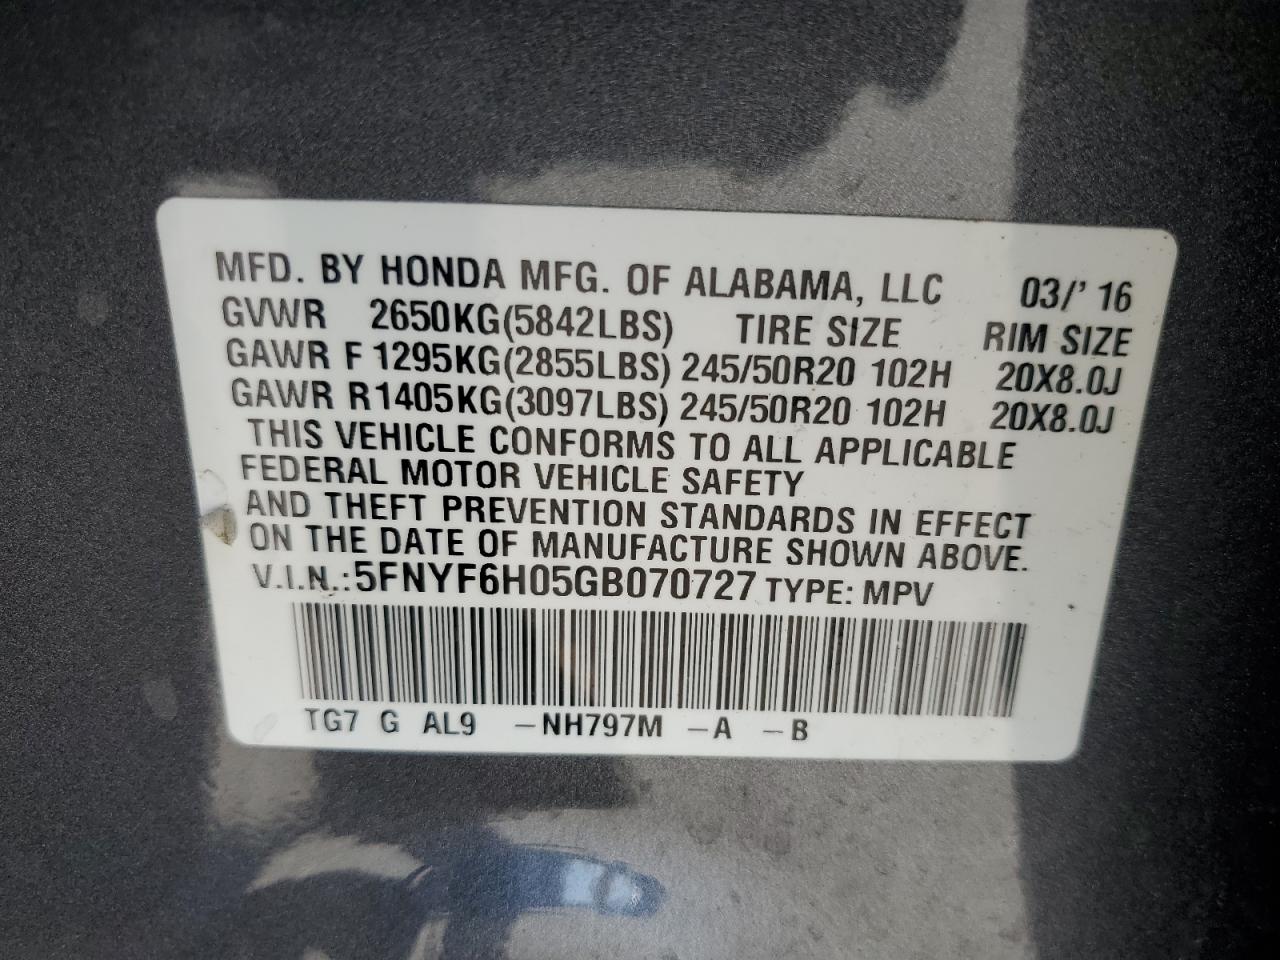 MFD. BY HONDA MFG. OF ALABAMA, LLC 03/' 16
GVWR 2650KG(5842LBS) TIRE SIZE RIM SIZE
GAWR F 1295KG(2855LBS) 245/50R20 102H 20X8.0J
GAWR R1405KG(3097LBS) 245/50R20 102H 20X8.0J
THIS VEHICLE CONFORMS TO ALL APPLICABLE
FEDERAL MOTOR VEHICLE SAFETY
AND THEFT PREVENTION STANDARDS IN EFFECT
ON THE DATE OF MANUFACTURE SHOWN ABOVE.
V.I.N.:5FNYF6H05GB070727 TYPE: MPV
TG7 G AL9 –NH797M –A –B